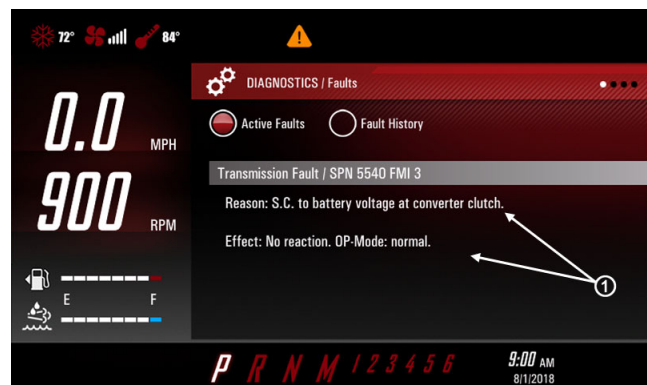 72° 84°
DIAGNOSTICS / Faults
Active Faults Fault History
0.0 MPH
Transmission Fault / SPN 5540 FMI 3
Reason: S.C. to battery voltage at converter clutch.
900 RPM
Effect: No reaction. OP-Mode: normal.
1
E F
P R N M 1 2 3 4 5 6 9:00 AM
8/1/2018